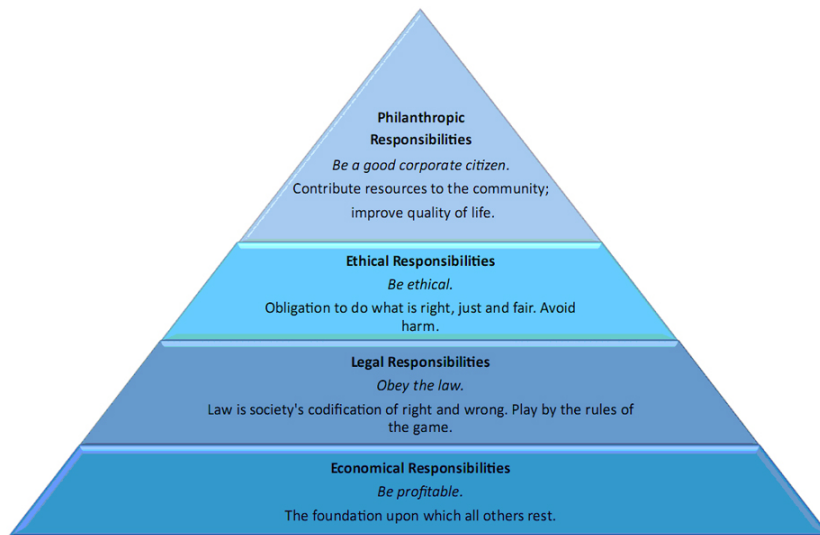 Philanthropic
Responsibilities
Be a good corporate citizen.
Contribute resources to the community;
improve quality of life.
Ethical Responsibilities
Be ethical.
Obligation to do what is right, just and fair. Avoid
harm.
Legal Responsibilities
Obey the law.
Law is society's codification of right and wrong. Play by the rules of
the game.
Economical Responsibilities
Be profitable.
The foundation upon which all others rest.